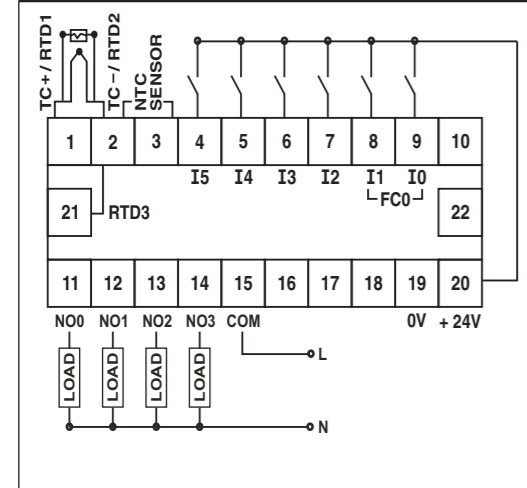 TC+/ RTD1
TC−/ RTD2
NTC
SENSOR
1 2 3 4 5 6 7 8 9 10
I5 I4 I3 I2 I1 I0
FC0
21 RTD3 22
11 12 13 14 15 16 17 18 19 20
NO0 NO1 NO2 NO3 COM 0V + 24V
LOAD LOAD LOAD LOAD
L
N